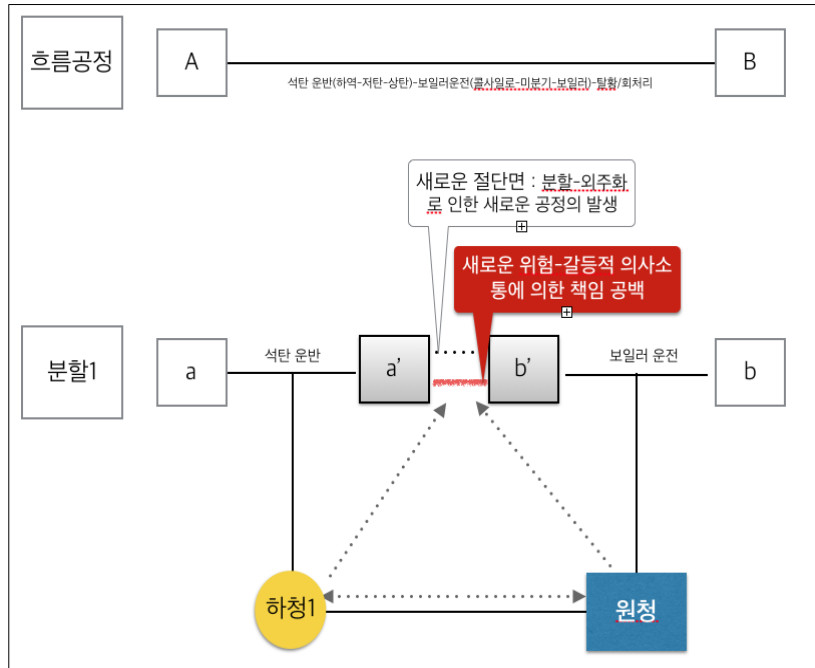 흐름공정
A
B
석탄 운반(하역-저탄-상탄)-보일러운전(콜사일로-미분기-보일러)-탈황/회처리
새로운 절단면 : 분할-외주화
로 인한 새로운 공정의 발생
새로운 위험-갈등적 의사소
통에 의한 책임 공백
분할1
a
석탄 운반
a’
b’
보일러 운전
b
하청1
원청